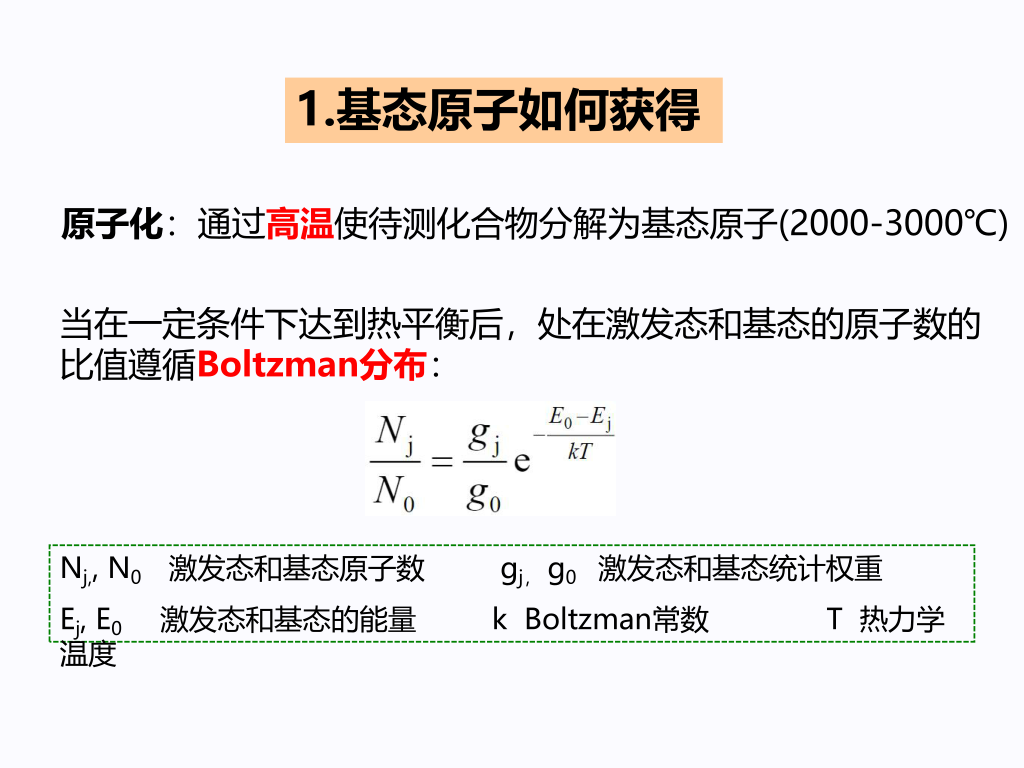 1.基态原子如何获得
原子化：通过高温使待测化合物分解为基态原子(2000-3000℃)
当在一定条件下达到热平衡后，处在激发态和基态的原子数的
比值遵循Boltzman分布：
N_j/N_0 = g_j/g_0 e^{-(E_0-E_j)/kT}
N_j,, N_0 激发态和基态原子数 g_j，g_0 激发态和基态统计权重
E_j, E_0 激发态和基态的能量 k Boltzman常数 T 热力学
温度